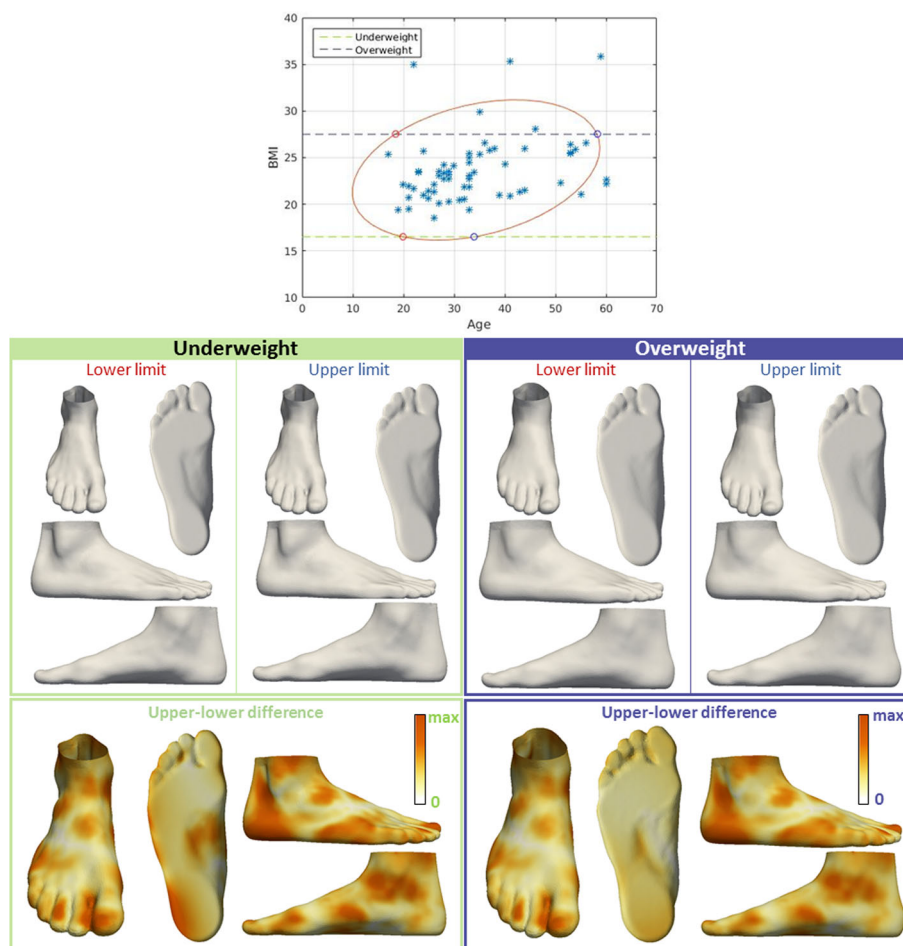 40
35
30
25
20
15
10
BMI
Underweight
Overweight
0 10 20 30 40 50 60 70
Age
Underweight
Overweight
Lower limit
Upper limit
Lower limit
Upper limit
Upper-lower difference
max
0
Upper-lower difference
max
0